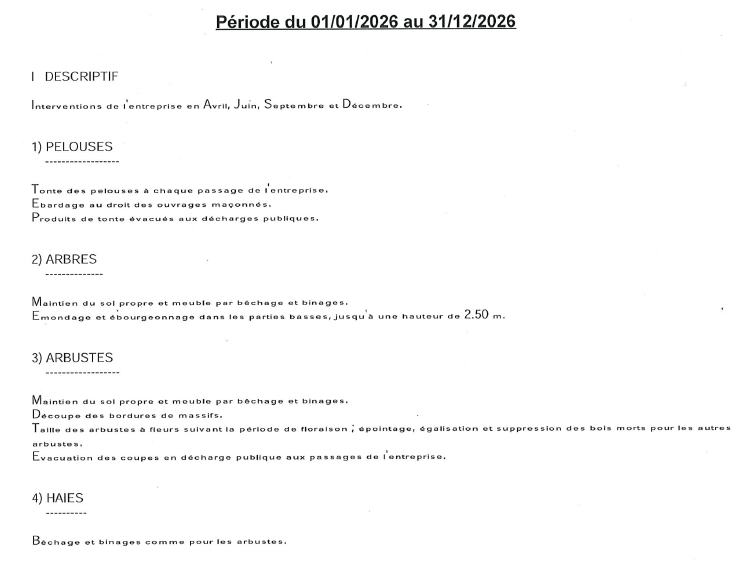 Période du 01/01/2026 au 31/12/2026
I DESCRIPTIF
Interventions de l'entreprise en Avril, Juin, Septembre et Décembre.
1) PELOUSES
------------------
Tonte des pelouses à chaque passage de l'entreprise.
Ebardage au droit des ouvrages maçonnés.
Produits de tonte évacués aux décharges publiques.
2) ARBRES
--------------
Maintien du sol propre et meuble par bêchage et binages.
Emondage et ébourgeonnage dans les parties basses, jusqu'à une hauteur de 2.50 m.
3) ARBUSTES
------------------
Maintien du sol propre et meuble par bêchage et binages.
Découpe des bordures de massifs.
Taille des arbustes à fleurs suivant la période de floraison ; épointage, égalisation et suppression des bois morts pour les autres
arbustes.
Evacuation des coupes en décharge publique aux passages de l'entreprise.
4) HAIES
----------
Bêchage et binages comme pour les arbustes.